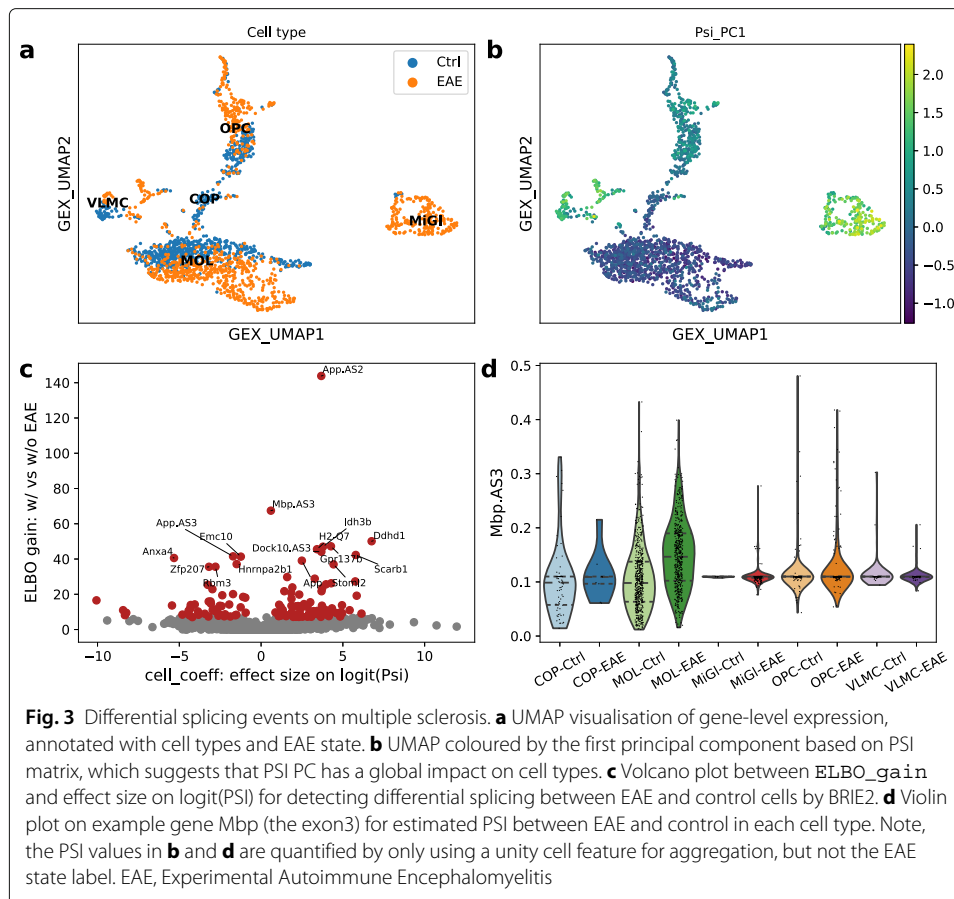 a
Cell type
Ctrl
EAE
OPC
VLMC
COP
MiGl
MOL
GEX_UMAP2
GEX_UMAP1
b
Psi_PC1
2.0
1.5
1.0
0.5
0.0
−0.5
−1.0
GEX_UMAP2
GEX_UMAP1
c
ELBO gain: w/ vs w/o EAE
140
120
100
80
60
40
20
0
App.AS2
Mbp.AS3
App.AS3
Idh3b
Emc10
H2-Q7
Ddhd1
Dock10.AS3
Anxa4
Gpr137b
Zfp207
Hnrnpa2b1
Scarb1
Rbm3
App
Stoml2
−10
−5
0
5
10
cell_coeff: effect size on logit(Psi)
d
Mbp.AS3
0.5
0.4
0.3
0.2
0.1
0.0
COP-Ctrl
COP-EAE
MOL-Ctrl
MOL-EAE
MiGl-Ctrl
MiGl-EAE
OPC-Ctrl
OPC-EAE
VLMC-Ctrl
VLMC-EAE
Fig. 3 Differential splicing events on multiple sclerosis. a UMAP visualisation of gene-level expression,
annotated with cell types and EAE state. b UMAP coloured by the first principal component based on PSI
matrix, which suggests that PSI PC has a global impact on cell types. c Volcano plot between ELBO_gain
and effect size on logit(PSI) for detecting differential splicing between EAE and control cells by BRIE2. d Violin
plot on example gene Mbp (the exon3) for estimated PSI between EAE and control in each cell type. Note,
the PSI values in b and d are quantified by only using a unity cell feature for aggregation, but not the EAE
state label. EAE, Experimental Autoimmune Encephalomyelitis